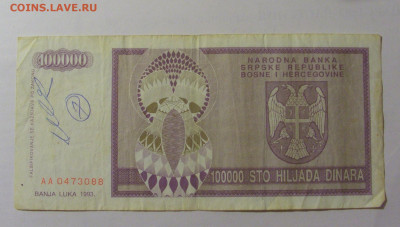 COINS.LAVE.RU
100000
NARODNA BANKA
SRPSKE REPUBLIKE
BOSNE I HERCEGOVINE
AA 0473088
100000 STO HILJADA DINARA
BANJA LUKA 1993.